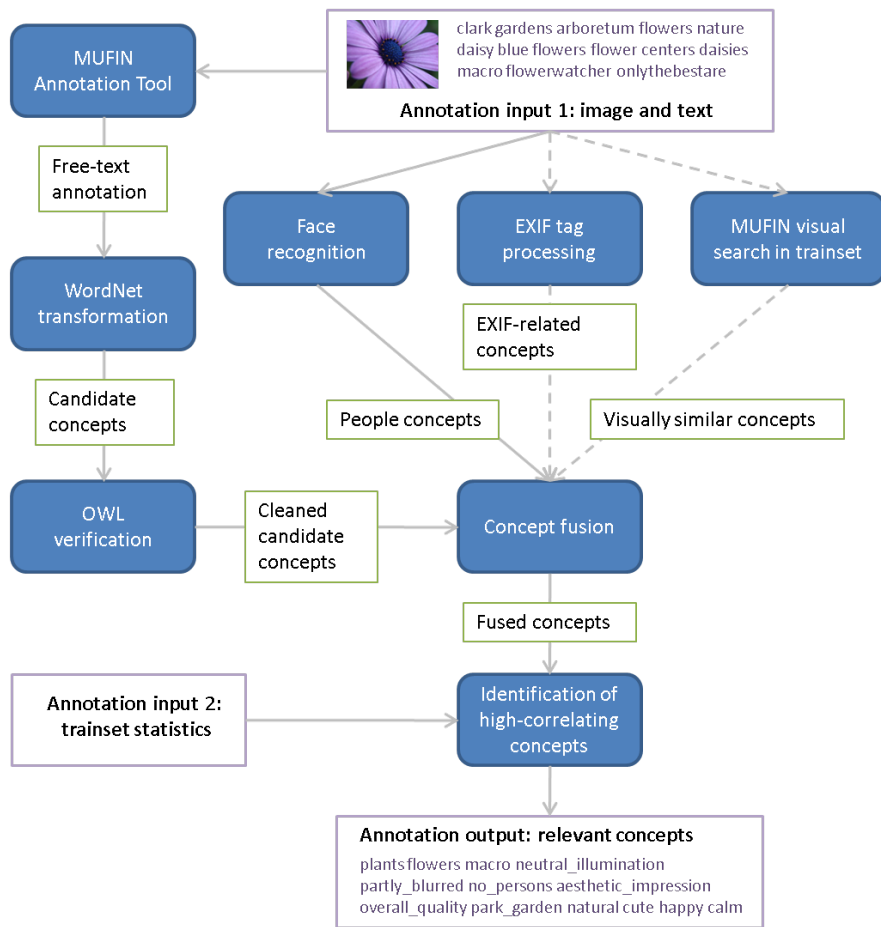 MUFIN
Annotation Tool
clark gardens arboretum flowers nature
daisy blue flowers flower centers daisies
macro flowerwatcher onlythebestare
Annotation input 1: image and text
Free-text
annotation
Face
recognition
EXIF tag
processing
MUFIN visual
search in trainset
WordNet
transformation
EXIF-related
concepts
Candidate
concepts
People concepts
Visually similar concepts
OWL
verification
Cleaned
candidate
concepts
Concept fusion
Fused concepts
Annotation input 2:
trainset statistics
Identification of
high-correlating
concepts
Annotation output: relevant concepts
plants flowers macro neutral_illumination
partly_blurred no_persons aesthetic_impression
overall_quality park_garden natural cute happy calm